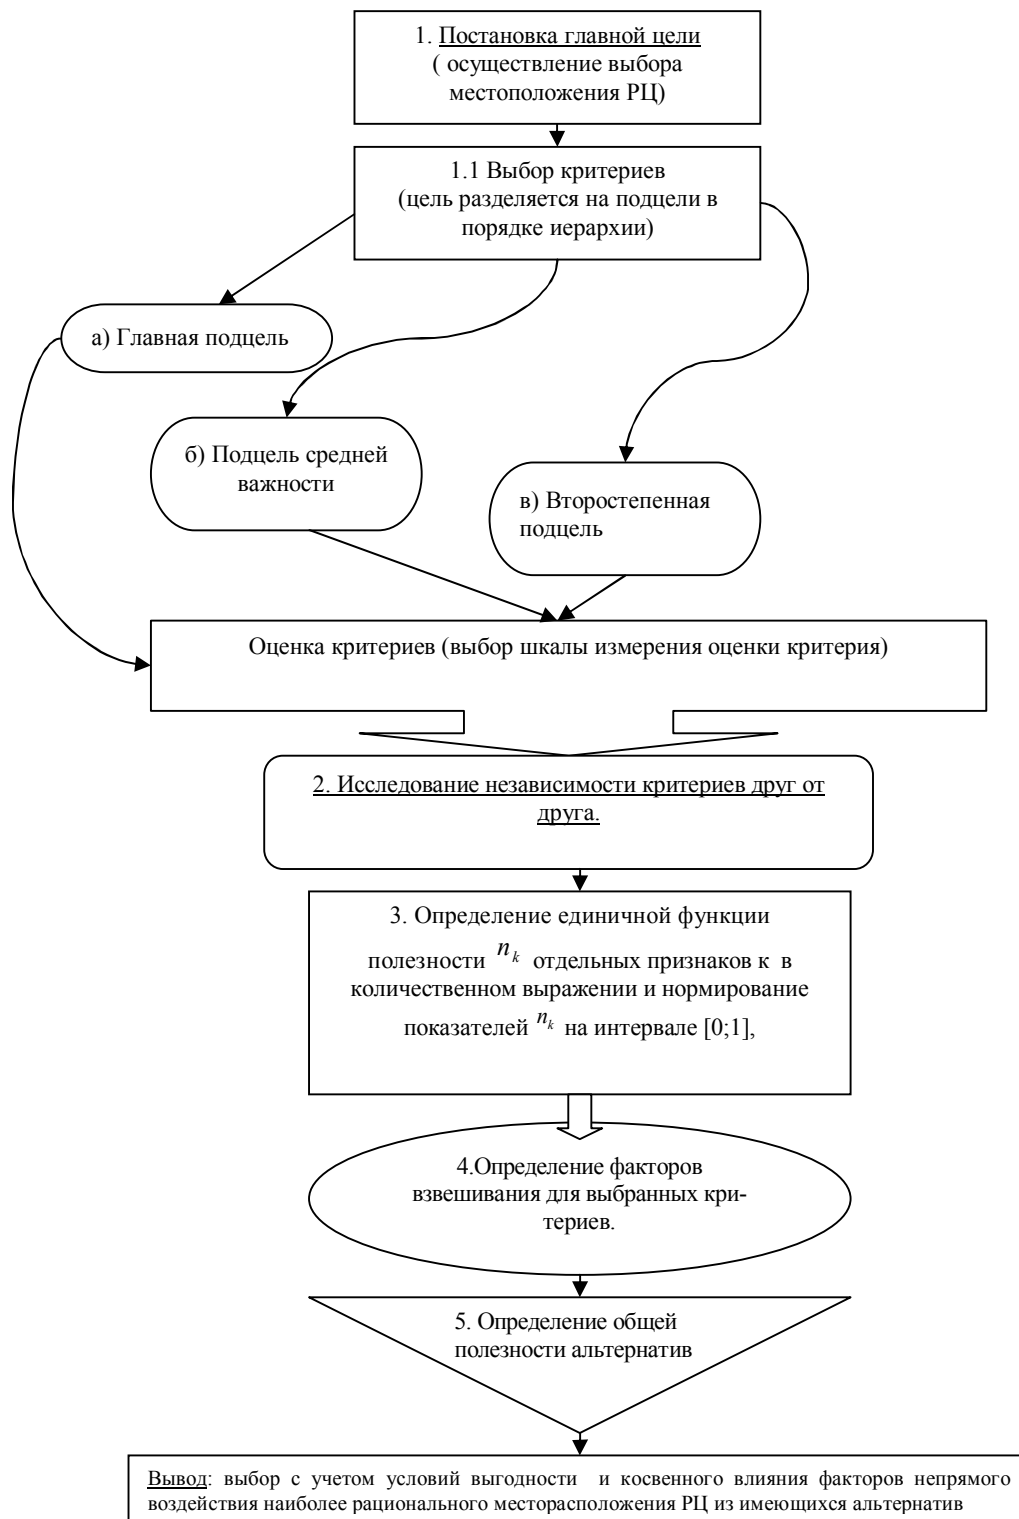 1. Постановка главной цели
( осуществление выбора
местоположения РЦ)
1.1 Выбор критериев
(цель разделяется на подцели в
порядке иерархии)
а) Главная подцель
б) Подцель средней
важности
в) Второстепенная
подцель
Оценка критериев (выбор шкалы измерения оценки критерия)
2. Исследование независимости критериев друг от
друга.
3. Определение единичной функции
полезности n_k отдельных признаков к в
количественном выражении и нормирование
показателей n_k на интервале [0;1],
4.Определение факторов
взвешивания для выбранных кри-
териев.
5. Определение общей
полезности альтернатив
Вывод: выбор с учетом условий выгодности и косвенного влияния факторов непрямого
воздействия наиболее рационального месторасположения РЦ из имеющихся альтернатив